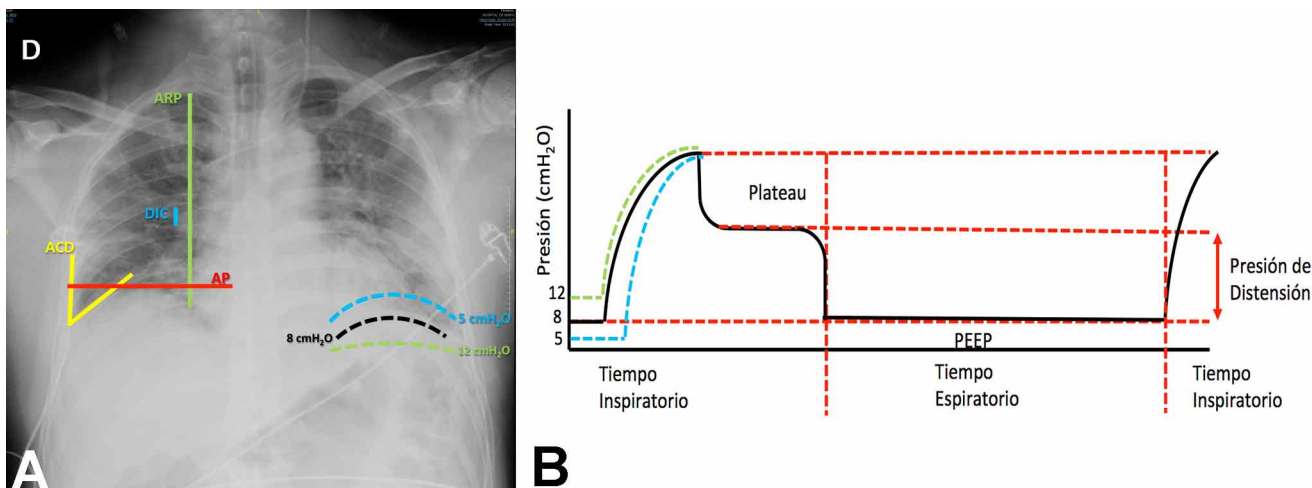 D
ARP
DIC
ACD
AP
5 cmH₂O
8 cmH₂O
12 cmH₂O
A
Presión (cmH₂O)
12
8
5
Plateau
Presión de
Distensión
PEEP
Tiempo
Inspiratorio
Tiempo
Espiratorio
Tiempo
Inspiratorio
B